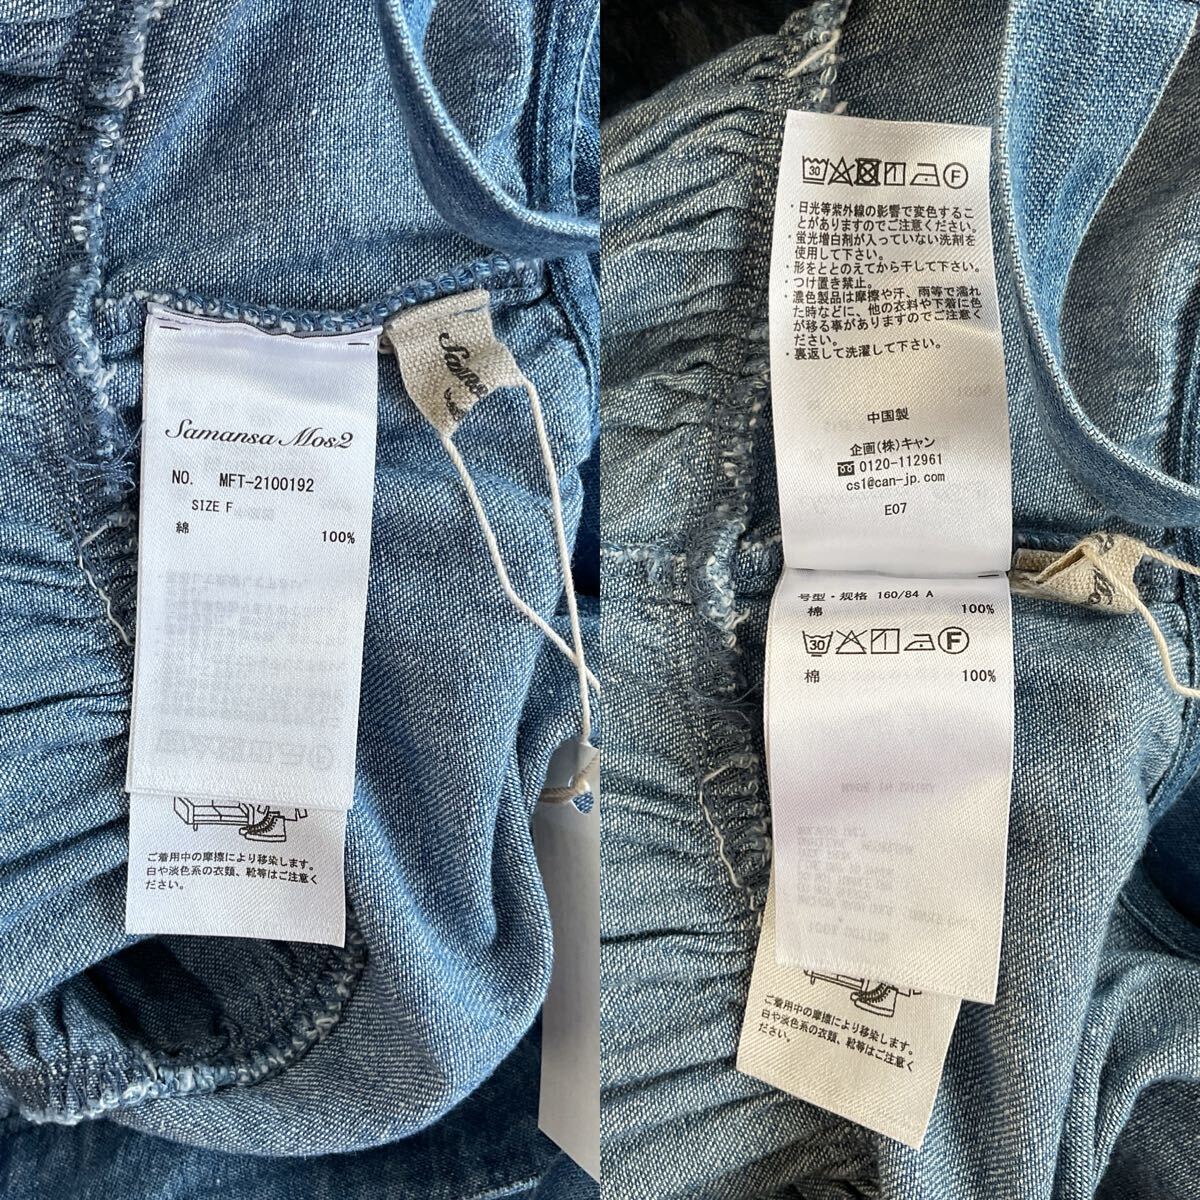 Samansa Mos2
NO. MFT-2100192
SIZE F
綿 100%
ご着用中の摩擦により移染します。
白や淡色系の衣類、靴等はご注意く
ださい。
30
F
・日光等紫外線の影響で変色するこ
とがありますのでご注意ください。
・蛍光増白剤が入っていない洗剤を
使用して下さい。
・形をととのえてから干して下さい。
・つけ置き禁止。
・濃色製品は摩擦や汗、雨等で濡れ
た時などに、他の衣料や下着に色
が移る事がありますのでご注意く
ださい。
・裏返して洗濯して下さい。
中国製
企画(株)キャン
0120-112961
cs1@can-jp.com
E07
号型・规格 160/84 A
棉 100%
30
F
棉 100%
ご着用中の摩擦により移染します。
白や淡色系の衣類、靴等はご注意く
ださい。